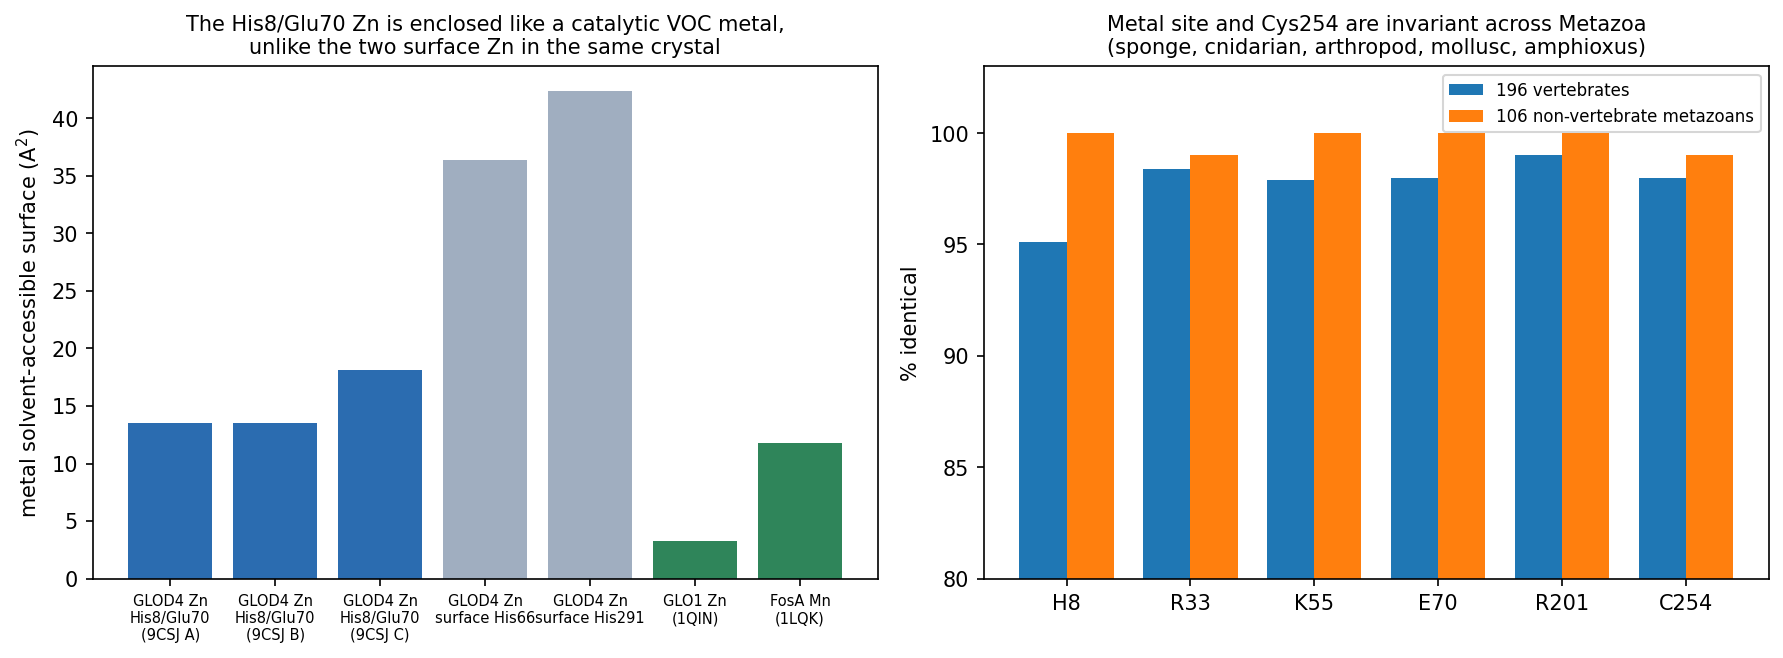 The His8/Glu70 Zn is enclosed like a catalytic VOC metal,
unlike the two surface Zn in the same crystal
metal solvent-accessible surface (A²)
40
35
30
25
20
15
10
5
0
GLOD4 Zn
His8/Glu70
(9CSJ A)
GLOD4 Zn
His8/Glu70
(9CSJ B)
GLOD4 Zn
His8/Glu70
(9CSJ C)
GLOD4 Zn
surface His66
GLOD4 Zn
surface His291
GLO1 Zn
(1QIN)
FosA Mn
(1LQK)
Metal site and Cys254 are invariant across Metazoa
(sponge, cnidarian, arthropod, mollusc, amphioxus)
196 vertebrates
106 non-vertebrate metazoans
% identical
100
95
90
85
80
H8
R33
K55
E70
R201
C254